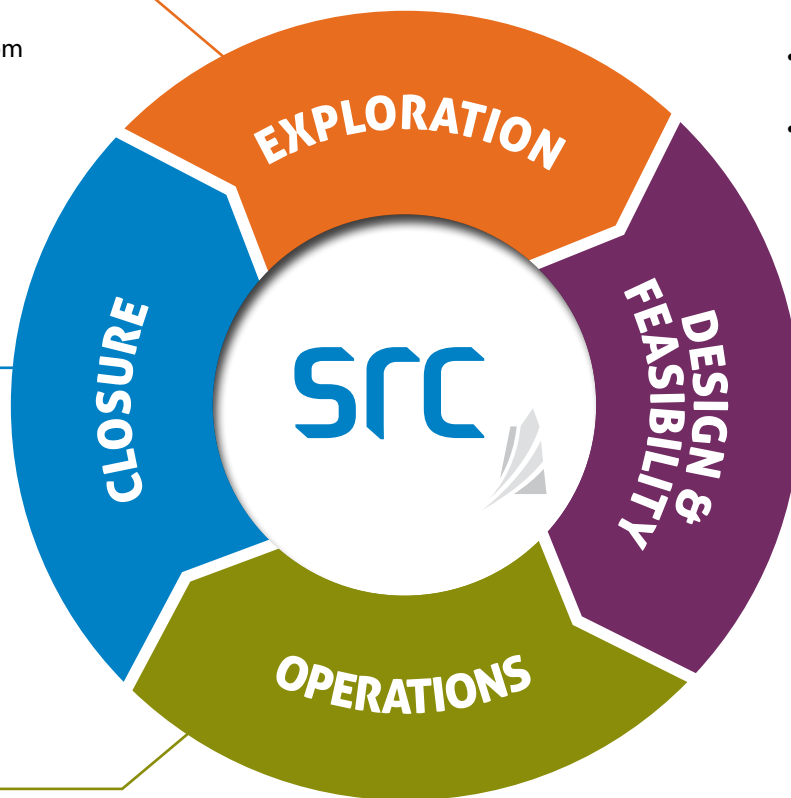 m
EXPLORATION
DESIGN &
FEASIBILITY
src
CLOSURE
OPERATIONS